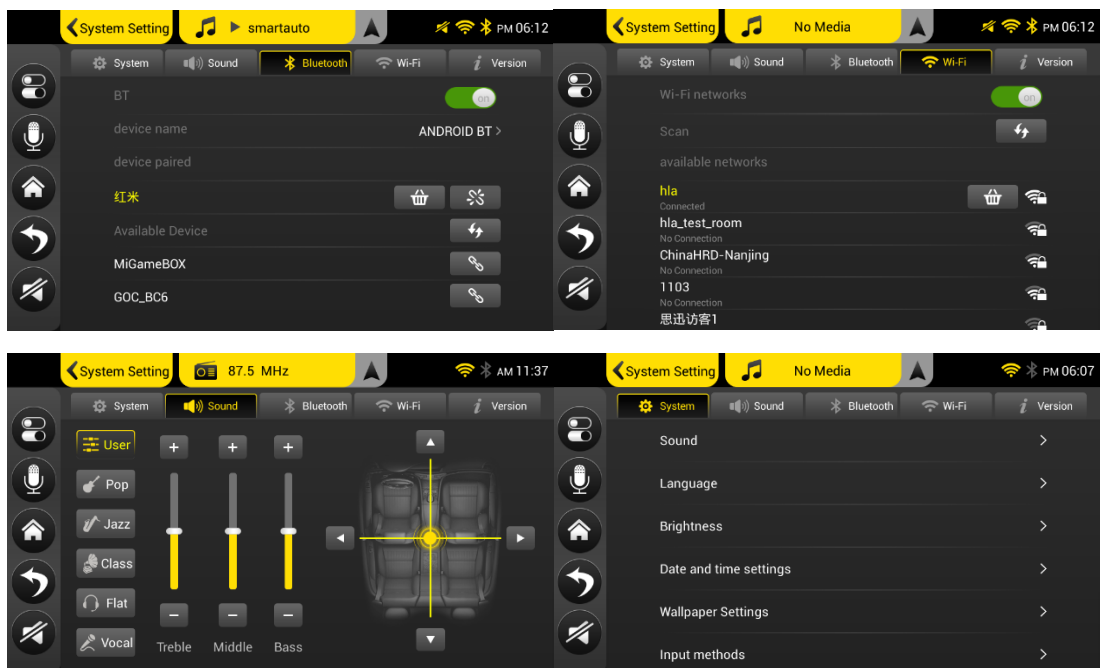 System Setting smartauto PM 06:12
System Sound Bluetooth Wi-Fi Version
BT on
device name ANDROID BT
device paired
红米
Available Device
MiGameBOX
GOC_BC6
System Setting No Media PM 06:12
System Sound Bluetooth Wi-Fi Version
Wi-Fi networks on
Scan
available networks
hla
Connected
hla_test_room
No Connection
ChinaHRD-Nanjing
No Connection
1103
No Connection
思迅访客1
System Setting 87.5 MHz AM 11:37
System Sound Bluetooth Wi-Fi Version
User
Pop
Jazz
Class
Flat
Vocal
Treble Middle Bass
System Setting No Media PM 06:07
System Sound Bluetooth Wi-Fi Version
Sound
Language
Brightness
Date and time settings
Wallpaper Settings
Input methods